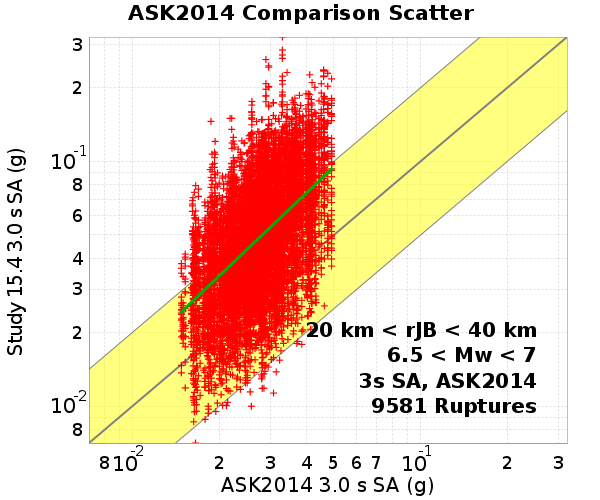 ASK2014 Comparison Scatter
Study 15.4 3.0 s SA (g)
3
2
10-1
8
6
4
3
2
10-2
8
20 km < rJB < 40 km
6.5 < Mw < 7
3s SA, ASK2014
9581 Ruptures
8 10-2 2 3 4 5 6 7 10-1 2 3
ASK2014 3.0 s SA (g)